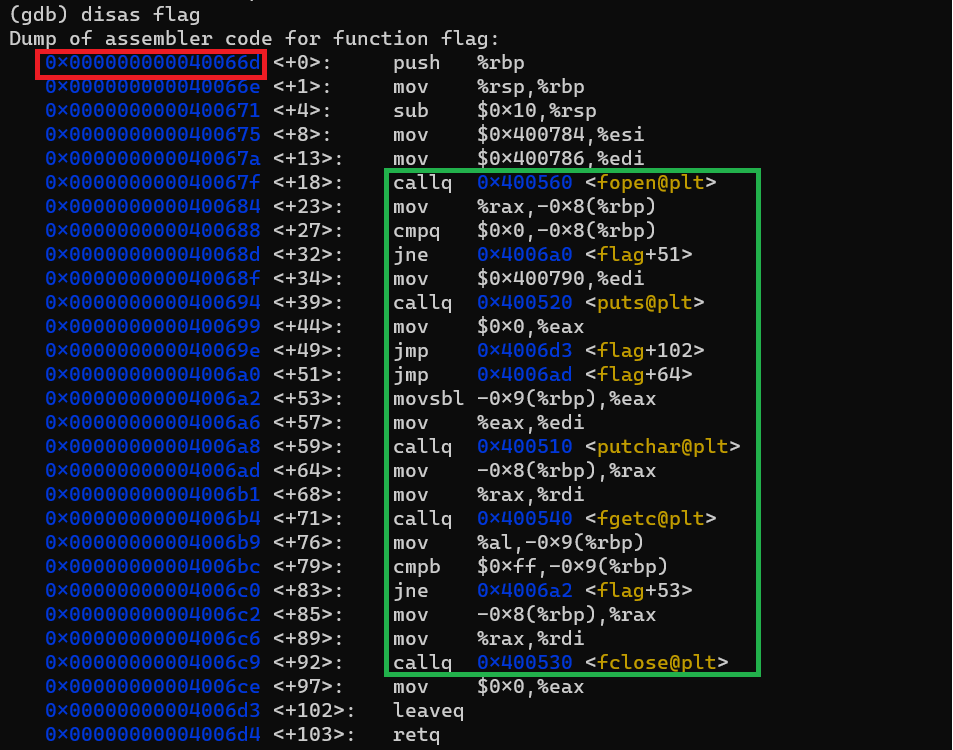 (gdb) disas flag
Dump of assembler code for function flag:
0x000000000040066d <+0>: push %rbp
0x000000000040066e <+1>: mov %rsp,%rbp
0x0000000000400671 <+4>: sub $0x10,%rsp
0x0000000000400675 <+8>: mov $0x400784,%esi
0x000000000040067a <+13>: mov $0x400786,%edi
0x000000000040067f <+18>: callq 0x400560 <fopen@plt>
0x0000000000400684 <+23>: mov %rax,-0x8(%rbp)
0x0000000000400688 <+27>: cmpq $0x0,-0x8(%rbp)
0x000000000040068d <+32>: jne 0x4006a0 <flag+51>
0x000000000040068f <+34>: mov $0x400790,%edi
0x0000000000400694 <+39>: callq 0x400520 <puts@plt>
0x0000000000400699 <+44>: mov $0x0,%eax
0x000000000040069e <+49>: jmp 0x4006d3 <flag+102>
0x00000000004006a0 <+51>: jmp 0x4006ad <flag+64>
0x00000000004006a2 <+53>: movsbl -0x9(%rbp),%eax
0x00000000004006a6 <+57>: mov %eax,%edi
0x00000000004006a8 <+59>: callq 0x400510 <putchar@plt>
0x00000000004006ad <+64>: mov -0x8(%rbp),%rax
0x00000000004006b1 <+68>: mov %rax,%rdi
0x00000000004006b4 <+71>: callq 0x400540 <fgetc@plt>
0x00000000004006b9 <+76>: mov %al,-0x9(%rbp)
0x00000000004006bc <+79>: cmpb $0xff,-0x9(%rbp)
0x00000000004006c0 <+83>: jne 0x4006a2 <flag+53>
0x00000000004006c2 <+85>: mov -0x8(%rbp),%rax
0x00000000004006c6 <+89>: mov %rax,%rdi
0x00000000004006c9 <+92>: callq 0x400530 <fclose@plt>
0x00000000004006ce <+97>: mov $0x0,%eax
0x00000000004006d3 <+102>: leaveq
0x00000000004006d4 <+103>: retq